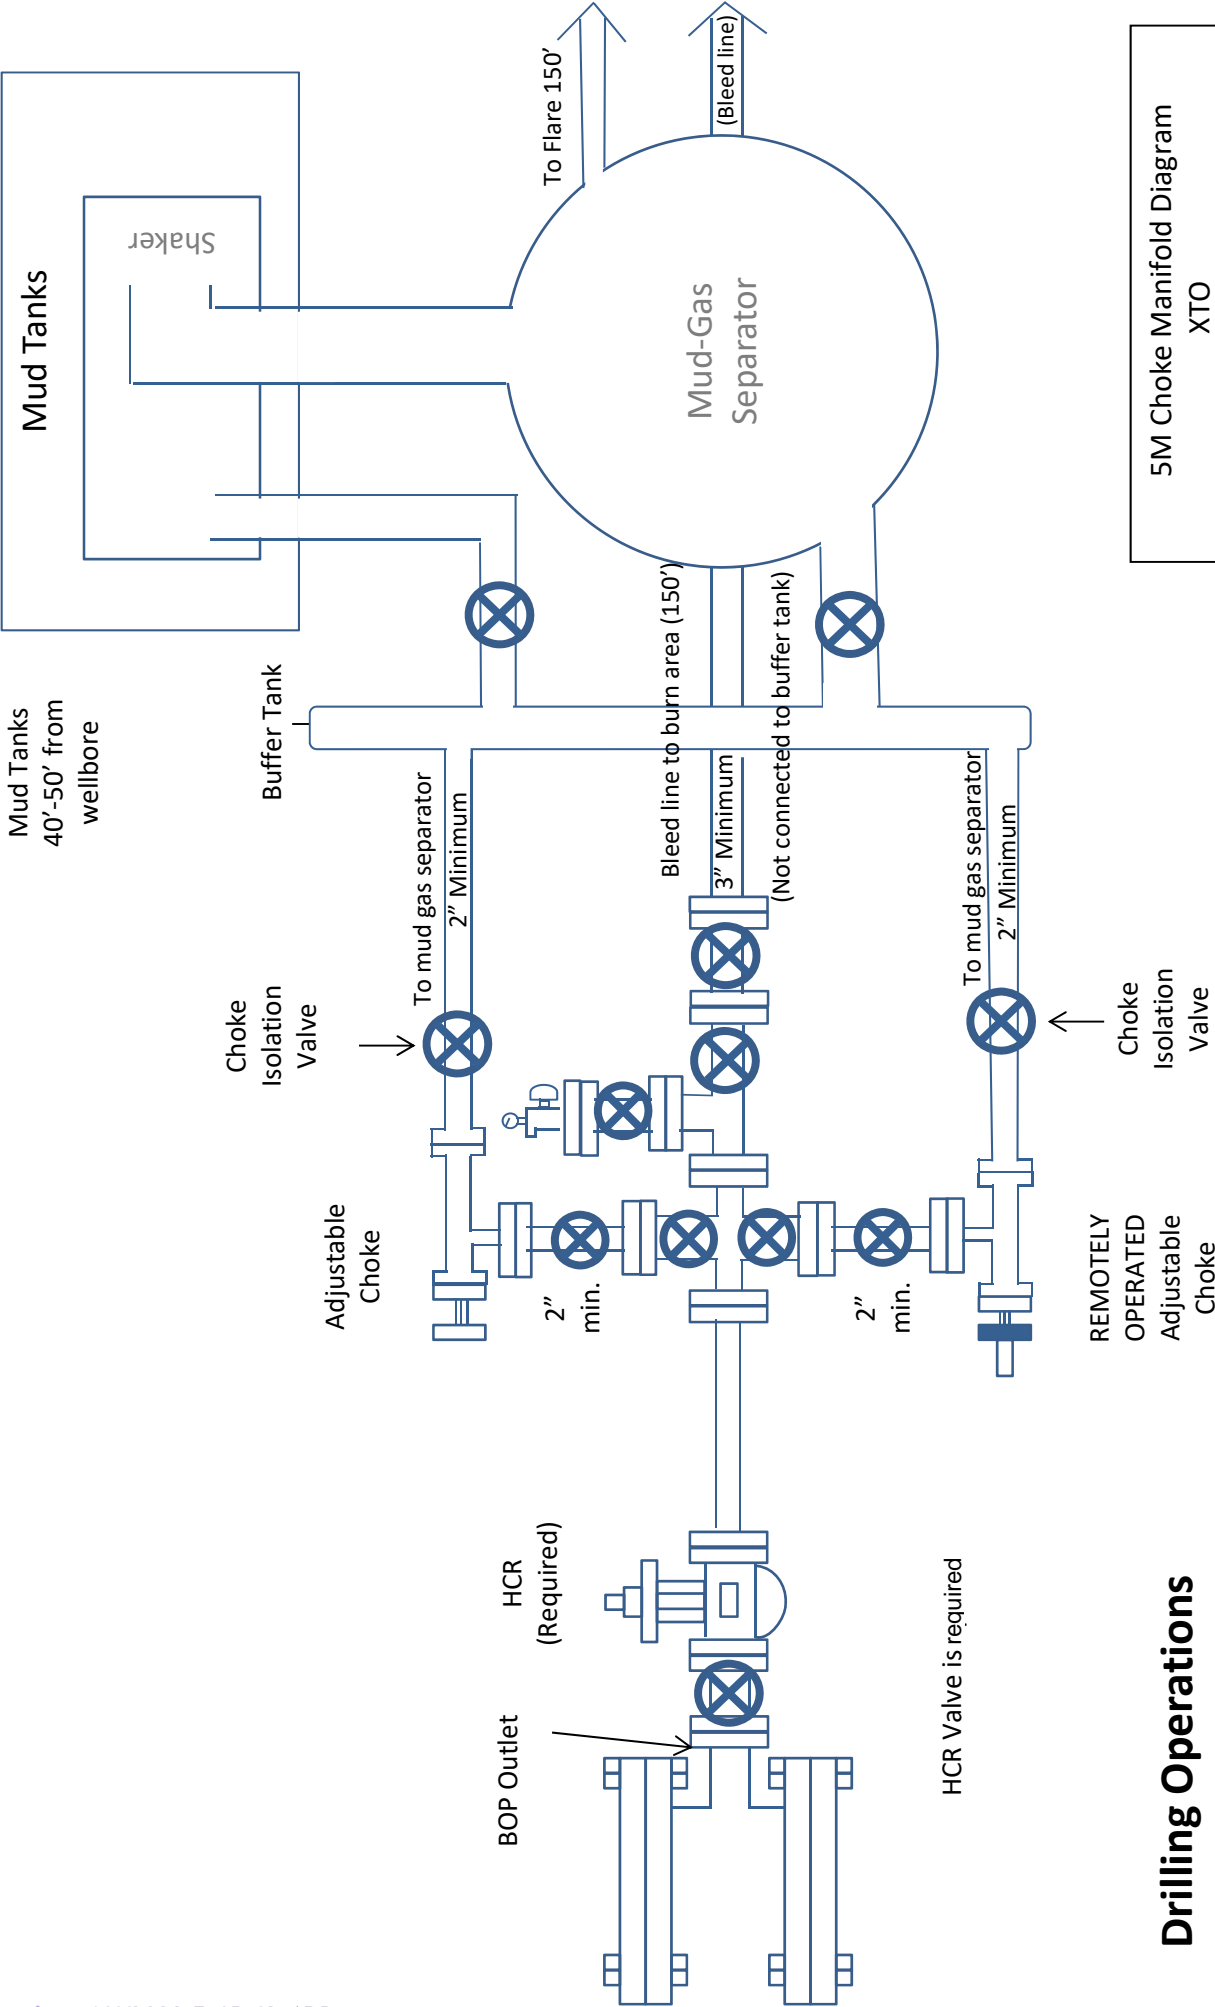 Mud Tanks
Shaker
Mud Tanks
40’-50’ from
wellbore
Buffer Tank
To Flare 150’
(Bleed line)
Mud-Gas
Separator
Choke
Isolation
Valve
To mud gas separator
2” Minimum
Bleed line to burn area (150’)
3” Minimum
(Not connected to buffer tank)
To mud gas separator
2” Minimum
Choke
Isolation
Valve
Adjustable
Choke
2”
min.
2”
min.
REMOTELY
OPERATED
Adjustable
Choke
HCR
(Required)
BOP Outlet
HCR Valve is required
Drilling Operations
5M Choke Manifold Diagram
XTO